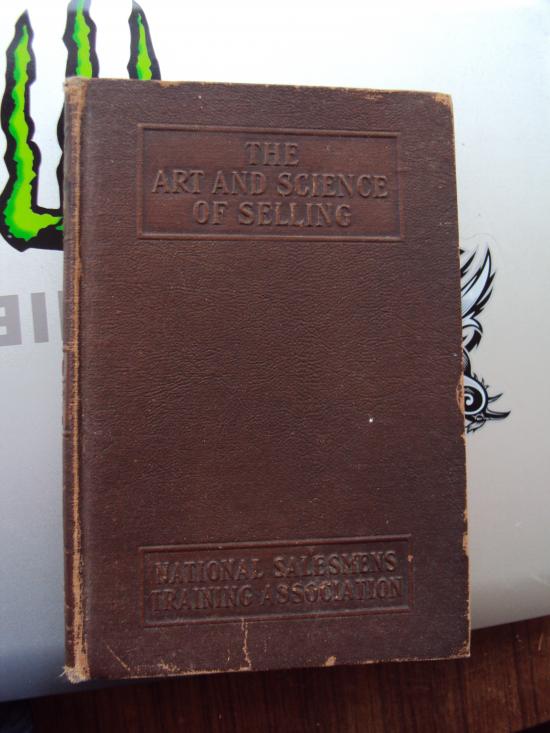 THE
ART AND SCIENCE
OF SELLING
NATIONAL SALESMENS
TRAINING ASSOCIATION